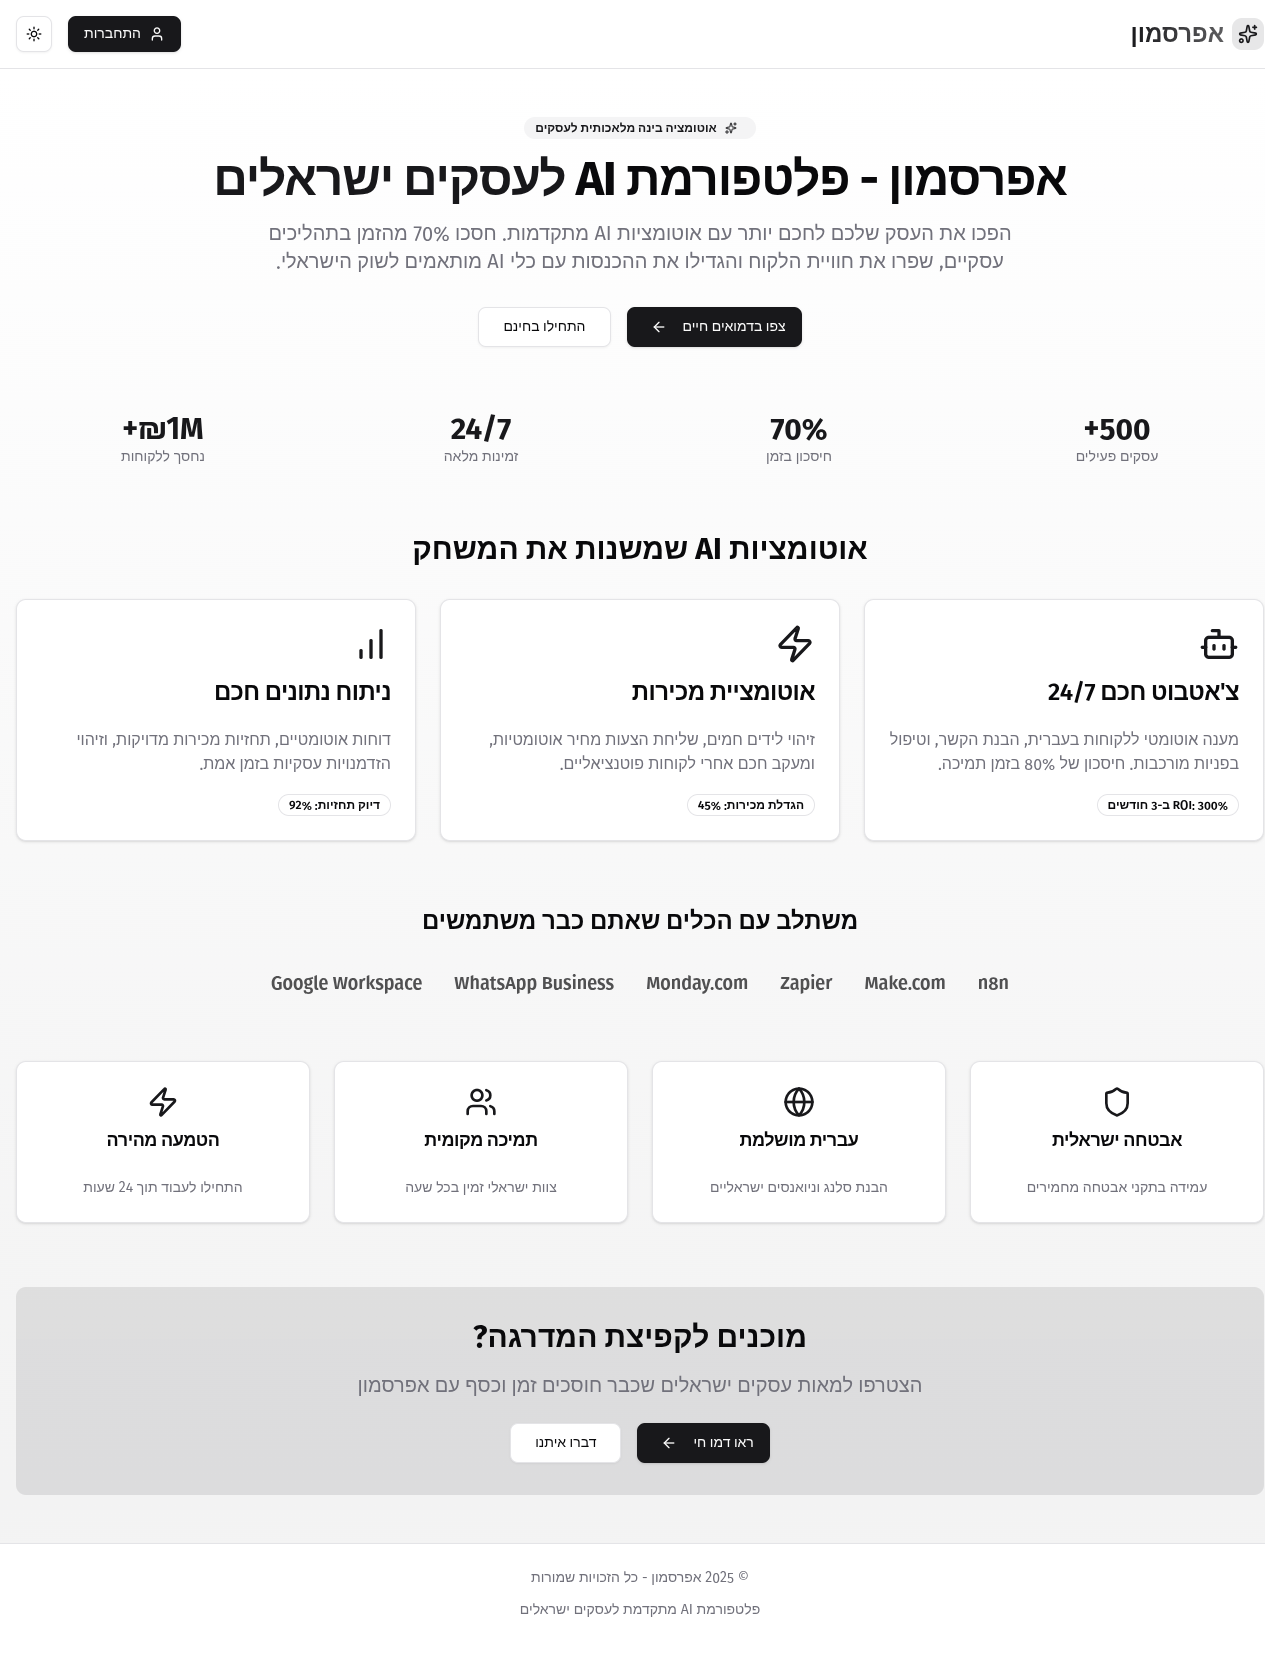 אפרסמון
התחברות
אוטומציה בינה מלאכותית לעסקים
אפרסמון - פלטפורמת AI לעסקים ישראלים
הפכו את העסק שלכם לחכם יותר עם אוטומציות AI מתקדמות. חסכו 70% מהזמן בתהליכים
עסקיים, שפרו את חוויית הלקוח והגדילו את ההכנסות עם כלי AI מותאמים לשוק הישראלי.
צפו בדמואים חיים
התחילו בחינם
500+
עסקים פעילים
70%
חיסכון בזמן
24/7
זמינות מלאה
₪1M+
נחסך ללקוחות
אוטומציות AI שמשנות את המשחק
צ'אטבוט חכם 24/7
מענה אוטומטי ללקוחות בעברית, הבנת הקשר, וטיפול
בפניות מורכבות. חיסכון של 80% בזמן תמיכה.
ROI: 300% ב-3 חודשים
אוטומציית מכירות
זיהוי לידים חמים, שליחת הצעות מחיר אוטומטיות,
ומעקב חכם אחרי לקוחות פוטנציאליים.
הגדלת מכירות: 45%
ניתוח נתונים חכם
דוחות אוטומטיים, תחזיות מכירות מדויקות, וזיהוי
הזדמנויות עסקיות בזמן אמת.
דיוק תחזיות: 92%
משתלב עם הכלים שאתם כבר משתמשים
n8n
Make.com
Zapier
Monday.com
WhatsApp Business
Google Workspace
אבטחה ישראלית
עמידה בתקני אבטחה מחמירים
עברית מושלמת
הבנת סלנג וניואנסים ישראליים
תמיכה מקומית
צוות ישראלי זמין בכל שעה
הטמעה מהירה
התחילו לעבוד תוך 24 שעות
מוכנים לקפיצת המדרגה?
הצטרפו למאות עסקים ישראלים שכבר חוסכים זמן וכסף עם אפרסמון
ראו דמו חי
דברו איתנו
© 2025 אפרסמון - כל הזכויות שמורות
פלטפורמת AI מתקדמת לעסקים ישראלים